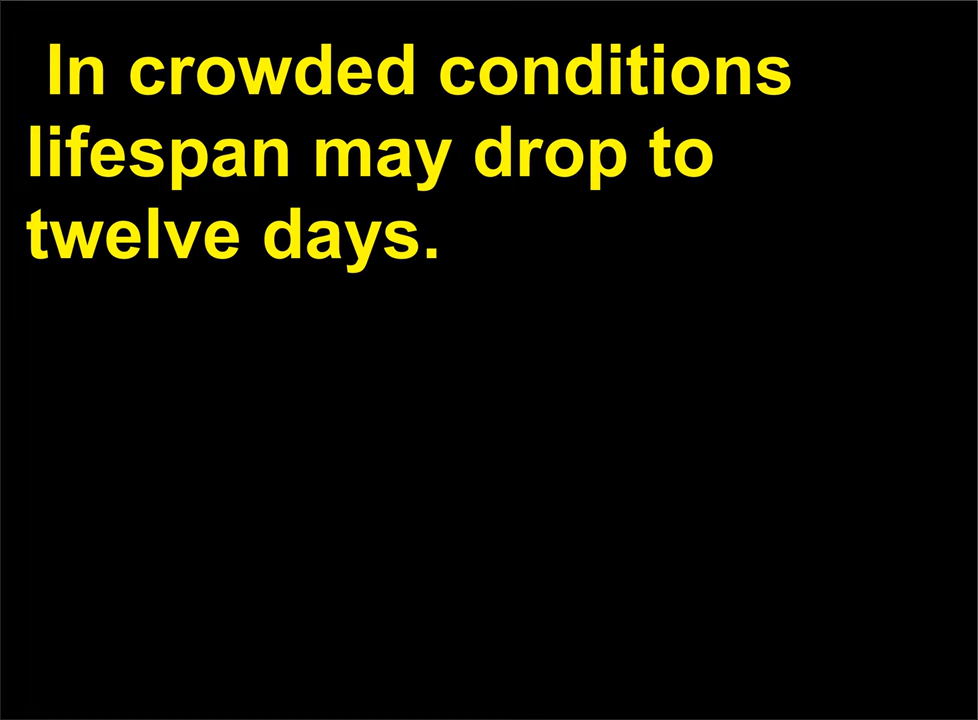 In crowded conditions
lifespan may drop to
twelve days.